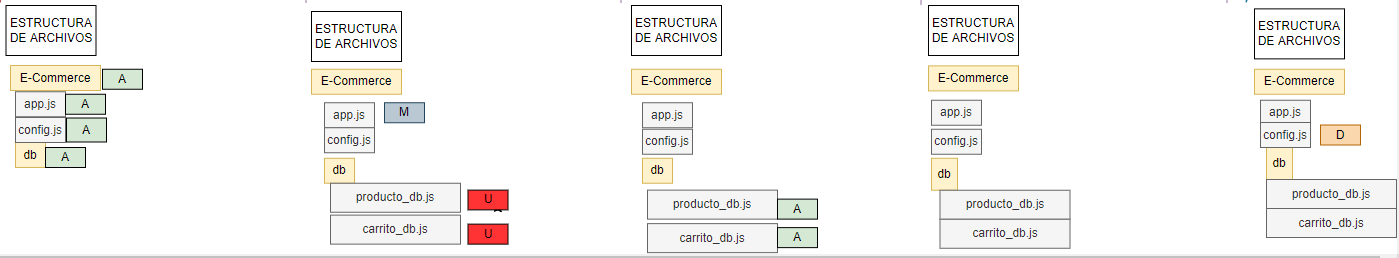 ESTRUCTURA
DE ARCHIVOS
E-Commerce A
app.js A
config.js A
db A
ESTRUCTURA
DE ARCHIVOS
E-Commerce
app.js M
config.js
db
producto_db.js U
carrito_db.js U
ESTRUCTURA
DE ARCHIVOS
E-Commerce
app.js
config.js
db
producto_db.js A
carrito_db.js A
ESTRUCTURA
DE ARCHIVOS
E-Commerce
app.js
config.js
db
producto_db.js
carrito_db.js
ESTRUCTURA
DE ARCHIVOS
E-Commerce
app.js
config.js D
db
producto_db.js
carrito_db.js